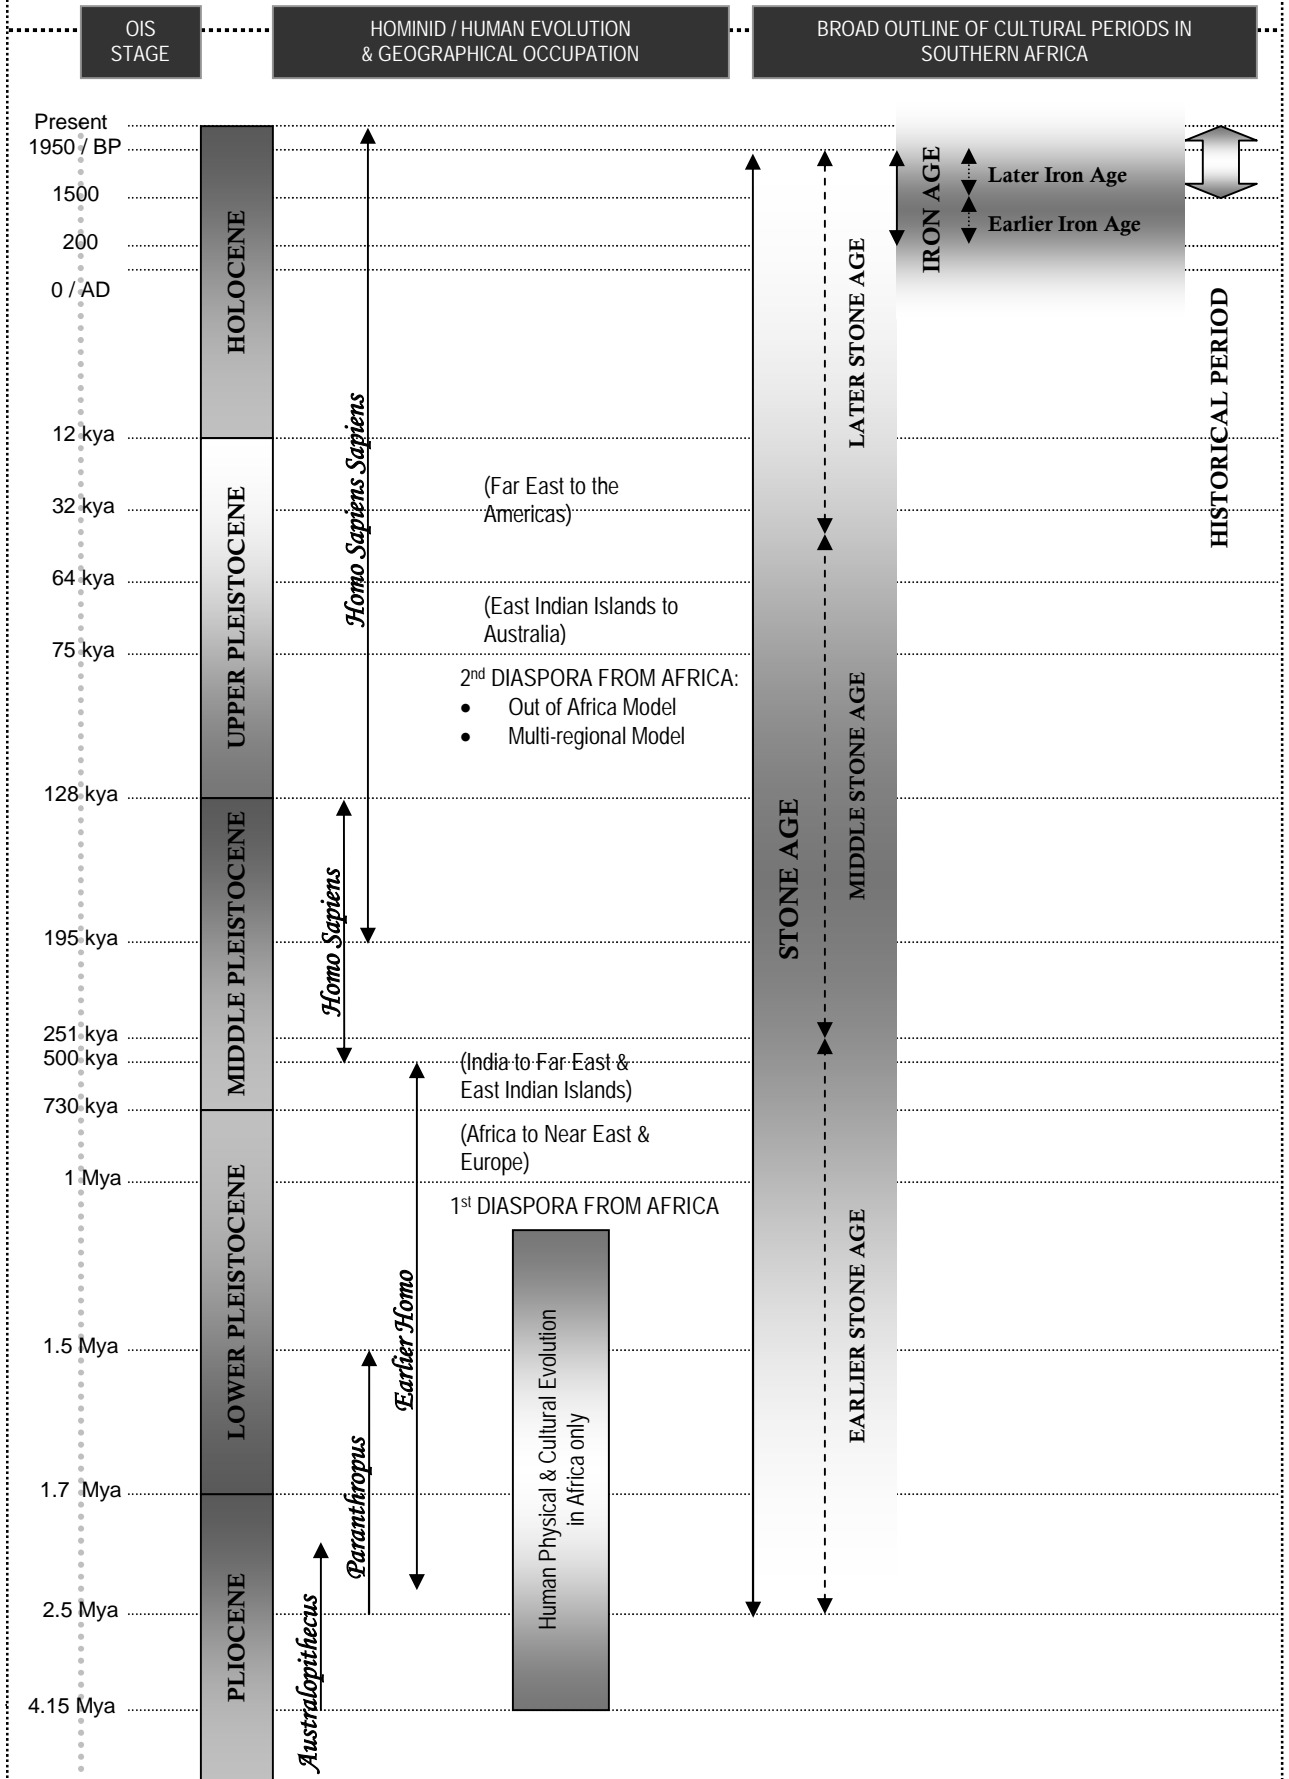 OIS
STAGE
HOMINID / HUMAN EVOLUTION
& GEOGRAPHICAL OCCUPATION
BROAD OUTLINE OF CULTURAL PERIODS IN
SOUTHERN AFRICA
Present
1950 / BP
1500
200
0 / AD
12 kya
32 kya
64 kya
75 kya
128 kya
195 kya
251 kya
500 kya
730 kya
1 Mya
1.5 Mya
1.7 Mya
2.5 Mya
4.15 Mya
HOLOCENE
UPPER PLEISTOCENE
MIDDLE PLEISTOCENE
LOWER PLEISTOCENE
PLIOCENE
Homo Sapiens Sapiens
Homo Sapiens
Earlier Homo
Paranthropus
Australopithecus
(Far East to the
Americas)
(East Indian Islands to
Australia)
2nd DIASPORA FROM AFRICA:
• Out of Africa Model
• Multi-regional Model
(India to Far East &
East Indian Islands)
(Africa to Near East &
Europe)
1st DIASPORA FROM AFRICA
Human Physical & Cultural Evolution
in Africa only
STONE AGE
LATER STONE AGE
MIDDLE STONE AGE
EARLIER STONE AGE
IRON AGE
Later Iron Age
Earlier Iron Age
HISTORICAL PERIOD